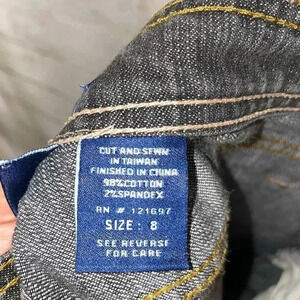 CUT AND SEWN
IN TAIWAN
FINISHED IN CHINA
98%COTTON
2%SPANDEX
RN # 121697
SIZE: 8
SEE REVERSE
FOR CARE